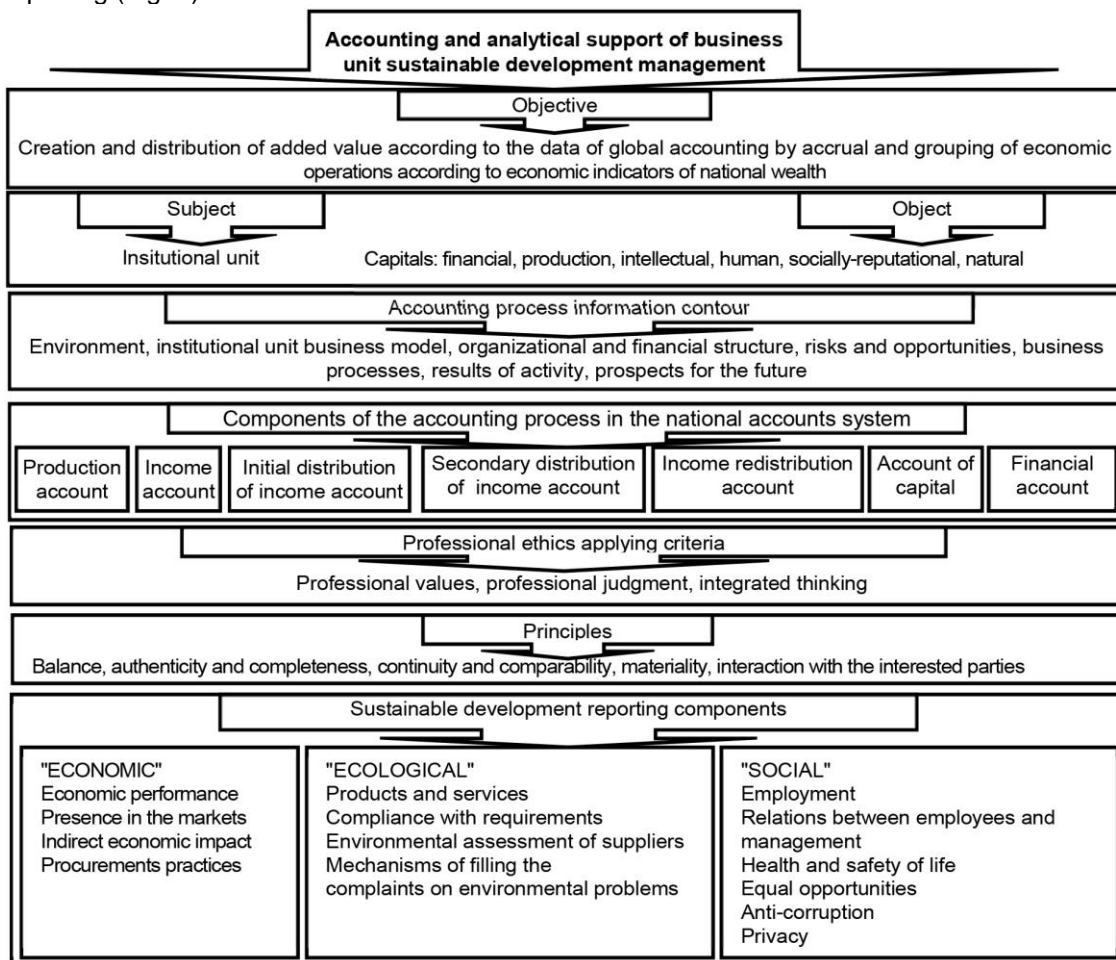 Accounting and analytical support of business
unit sustainable development management
Objective
Creation and distribution of added value according to the data of global accounting by accrual and grouping of economic
operations according to economic indicators of national wealth
Subject
Object
Insitutional unit
Capitals: financial, production, intellectual, human, socially-reputational, natural
Accounting process information contour
Environment, institutional unit business model, organizational and financial structure, risks and opportunities, business
processes, results of activity, prospects for the future
Components of the accounting process in the national accounts system
Production
account
Income
account
Initial distribution
of income account
Secondary distribution
of income account
Income redistribution
account
Account of
capital
Financial
account
Professional ethics applying criteria
Professional values, professional judgment, integrated thinking
Principles
Balance, authenticity and completeness, continuity and comparability, materiality, interaction with the interested parties
Sustainable development reporting components
"ECONOMIC"
Economic performance
Presence in the markets
Indirect economic impact
Procurements practices
"ECOLOGICAL"
Products and services
Compliance with requirements
Environmental assessment of suppliers
Mechanisms of filling the
complaints on environmental problems
"SOCIAL"
Employment
Relations between employees and
management
Health and safety of life
Equal opportunities
Anti-corruption
Privacy